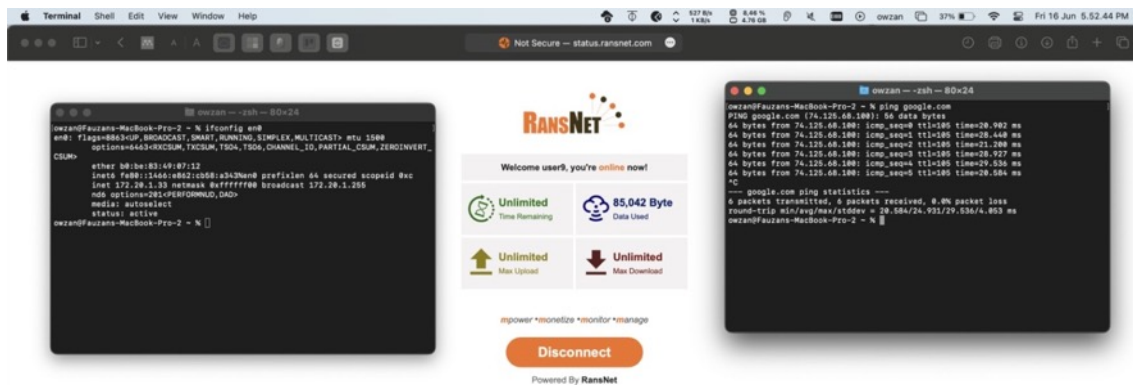 Terminal Shell Edit View Window Help
527 B/s 1 KB/s 8,46 % 4.76 GB owzan 37% Fri 16 Jun 5.52.44 PM
Not Secure — status.ransnet.com
owzan — -zsh — 80×24
owzan@Fauzans-MacBook-Pro-2 ~ % ifconfig en0
en0: flags=8863<UP,BROADCAST,SMART,RUNNING,SIMPLEX,MULTICAST> mtu 1500
options=6463<RXCSUM,TXCSUM,TSO4,TSO6,CHANNEL_IO,PARTIAL_CSUM,ZEROINVERT_
CSUM>
ether b0:be:83:49:07:12
inet6 fe80::1466:e862:cb58:a343%en0 prefixlen 64 secured scopeid 0xc
inet 172.20.1.33 netmask 0xffffff00 broadcast 172.20.1.255
nd6 options=201<PERFORMNUD,DAD>
media: autoselect
status: active
owzan@Fauzans-MacBook-Pro-2 ~ %
RANSNET
Welcome user9, you're online now!
Unlimited
Time Remaining
85,042 Byte
Data Used
Unlimited
Max Upload
Unlimited
Max Download
mpower •monetize •monitor •manage
Disconnect
Powered By RansNet
owzan — -zsh — 80×24
owzan@Fauzans-MacBook-Pro-2 ~ % ping google.com
PING google.com (74.125.68.100): 56 data bytes
64 bytes from 74.125.68.100: icmp_seq=0 ttl=105 time=20.902 ms
64 bytes from 74.125.68.100: icmp_seq=1 ttl=105 time=28.440 ms
64 bytes from 74.125.68.100: icmp_seq=2 ttl=105 time=21.200 ms
64 bytes from 74.125.68.100: icmp_seq=3 ttl=105 time=28.927 ms
64 bytes from 74.125.68.100: icmp_seq=4 ttl=105 time=29.536 ms
64 bytes from 74.125.68.100: icmp_seq=5 ttl=105 time=20.584 ms
^C
--- google.com ping statistics ---
6 packets transmitted, 6 packets received, 0.0% packet loss
round-trip min/avg/max/stddev = 20.584/24.931/29.536/4.053 ms
owzan@Fauzans-MacBook-Pro-2 ~ %